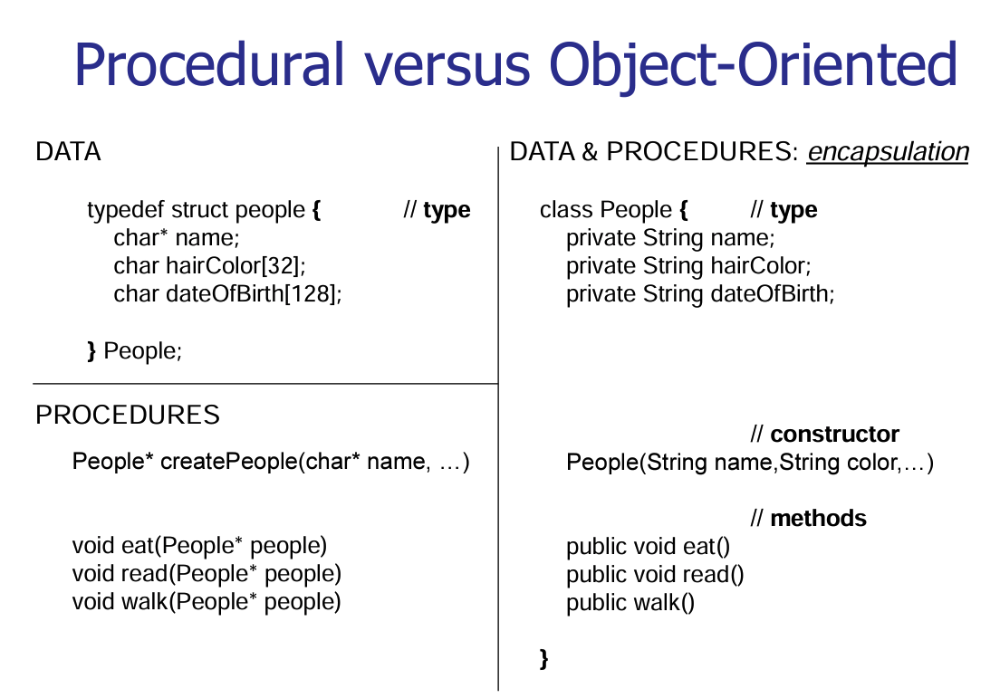 Procedural versus Object-Oriented
DATA
typedef struct people { // type
char* name;
char hairColor[32];
char dateOfBirth[128];
} People;
PROCEDURES
People* createPeople(char* name, …)
void eat(People* people)
void read(People* people)
void walk(People* people)
DATA & PROCEDURES: encapsulation
class People { // type
private String name;
private String hairColor;
private String dateOfBirth;
// constructor
People(String name,String color,…)
// methods
public void eat()
public void read()
public walk()
}